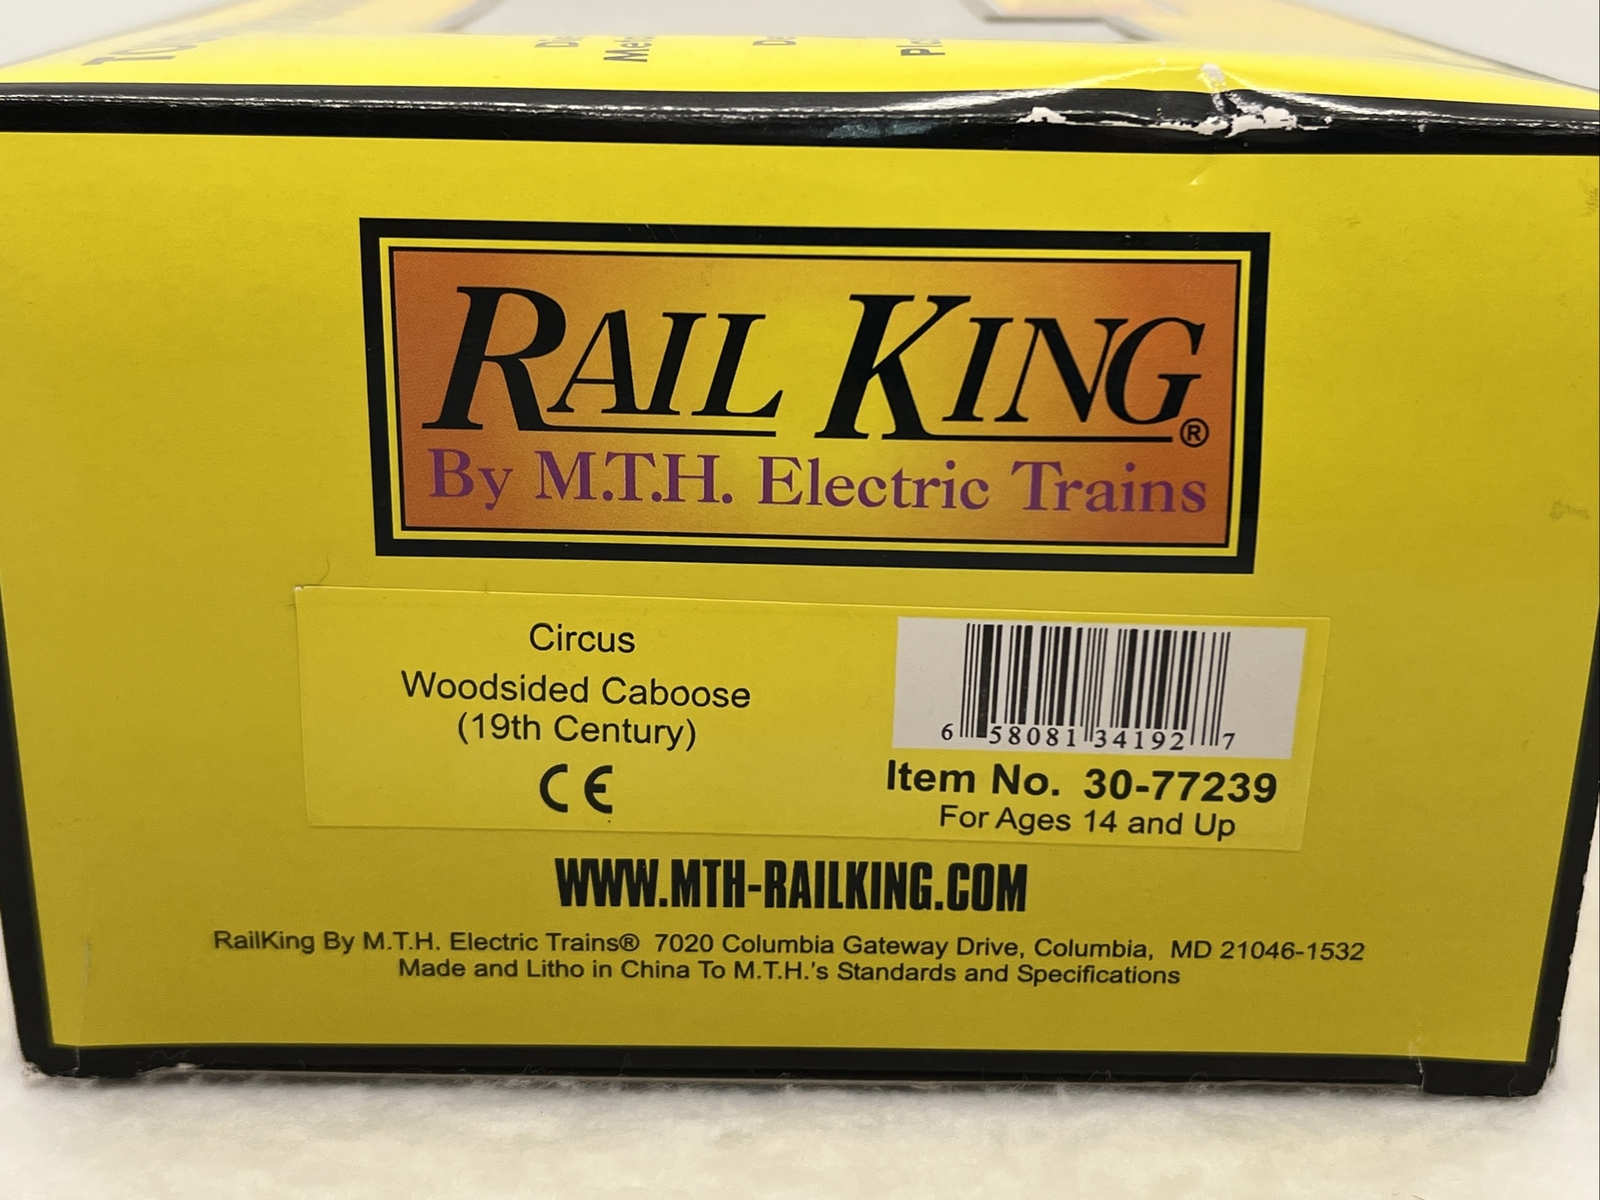 RAIL KING®
By M.T.H. Electric Trains
Circus
Woodsided Caboose
(19th Century)
CE
6 58081 34192 7
Item No. 30-77239
For Ages 14 and Up
WWW.MTH-RAILKING.COM
RailKing By M.T.H. Electric Trains® 7020 Columbia Gateway Drive, Columbia, MD 21046-1532
Made and Litho in China To M.T.H.'s Standards and Specifications